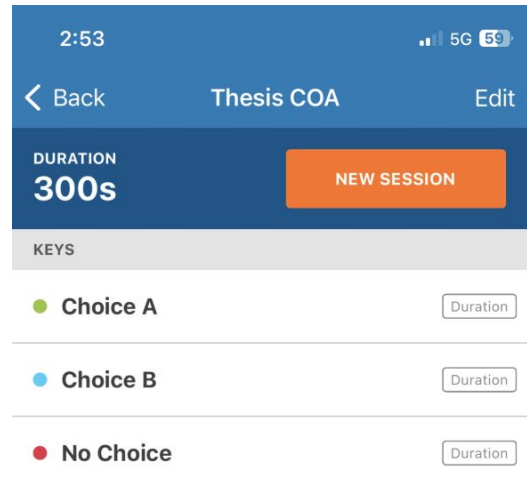 2:53 5G 59
Back Thesis COA Edit
DURATION
300s NEW SESSION
KEYS
Choice A Duration
Choice B Duration
No Choice Duration